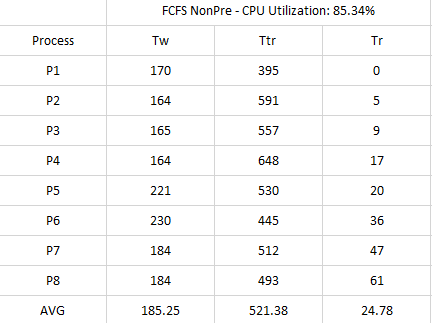 FCFS NonPre - CPU Utilization: 85.34%
Process Tw Ttr Tr
P1 170 395 0
P2 164 591 5
P3 165 557 9
P4 164 648 17
P5 221 530 20
P6 230 445 36
P7 184 512 47
P8 184 493 61
AVG 185.25 521.38 24.78